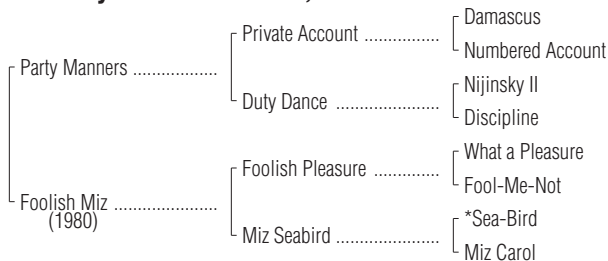 Damascus
Private Account ..................
Numbered Account
Party Manners ....................
Nijinsky II
Duty Dance .........................
Discipline
What a Pleasure
Foolish Pleasure ................
Fool-Me-Not
Foolish Miz .........................
(1980)
*Sea-Bird
Miz Seabird .........................
Miz Carol